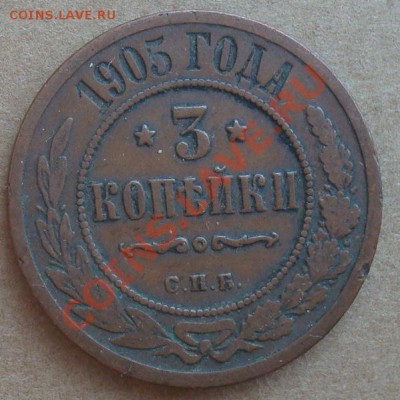 COINS.LAVE.RU
1905 ГОДА
3
КОПѢЙКИ
С.П.Б.
COINS.LAVE.RU